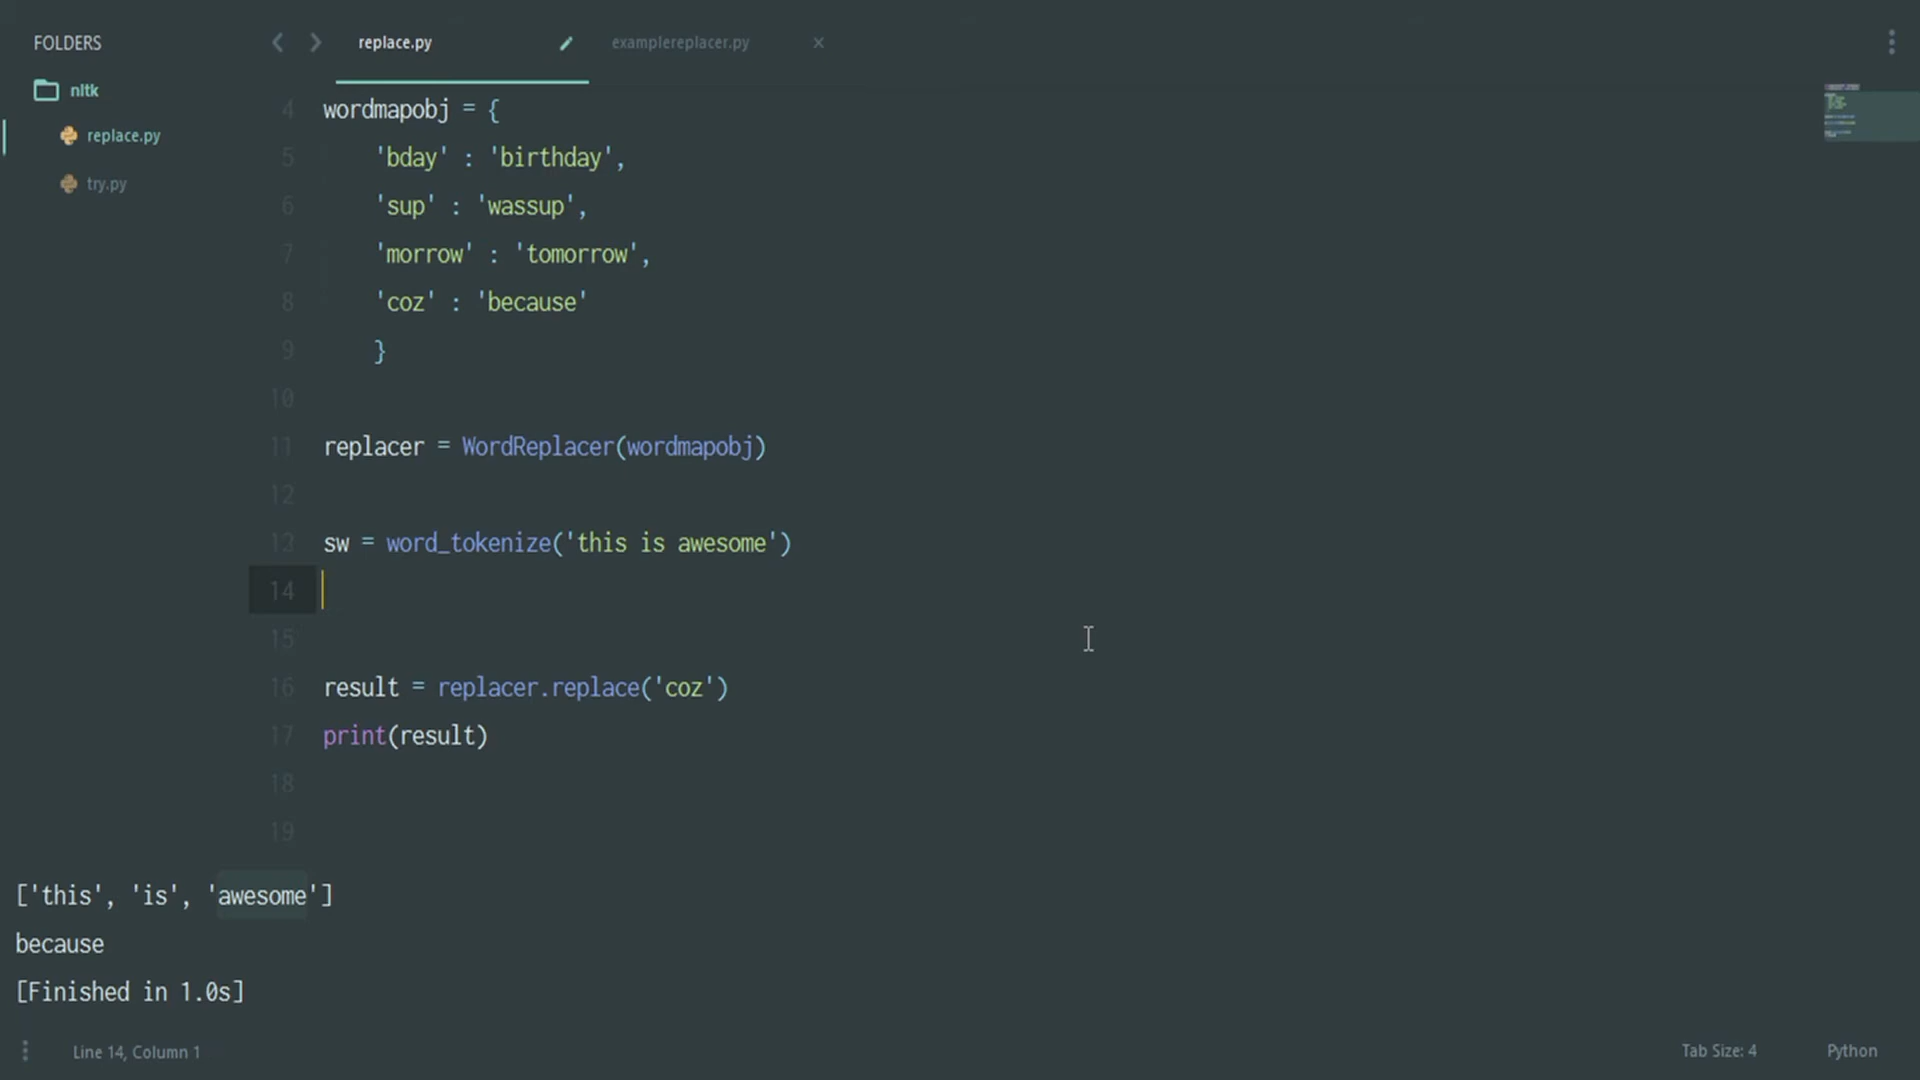 FOLDERS
nltk
replace.py
try.py
replace.py
examplereplacer.py
4 wordmapobj = {
5 'bday' : 'birthday',
6 'sup' : 'wassup',
7 'morrow' : 'tomorrow',
8 'coz' : 'because'
9 }
10
11 replacer = WordReplacer(wordmapobj)
12
13 sw = word_tokenize('this is awesome')
14
15
16 result = replacer.replace('coz')
17 print(result)
18
19
['this', 'is', 'awesome']
because
[Finished in 1.0s]
Line 14, Column 1
Tab Size: 4
Python